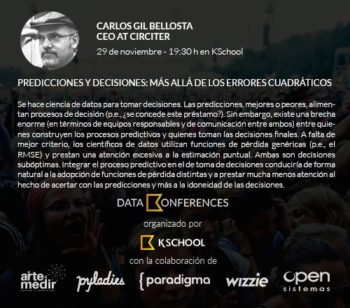 CARLOS GIL BELLOSTA
CEO AT CIRCITER
29 de noviembre - 19:30 h en KSchool
PREDICCIONES Y DECISIONES: MÁS ALLÁ DE LOS ERRORES CUADRÁTICOS
Se hace ciencia de datos para tomar decisiones. Las predicciones, mejores o peores, alimen-
tan procesos de decisión (p.e., ¿se concede este préstamo?). Sin embargo, existe una brecha
enorme (en términos de equipos responsables y de comunicación entre ambos) entre quie-
nes construyen los procesos predictivos y quienes toman las decisiones finales. A falta de
mejor criterio, los científicos de datos utilizan funciones de pérdida genéricas (p.e., el
RMSE) y prestan una atención excesiva a la estimación puntual. Ambas son decisiones
subóptimas. Integrar el proceso predictivo en el de toma de decisiones conduciría de forma
natural a la adopción de funciones de pérdida distintas y a prestar mucha menos atención al
hecho de acertar con las predicciones y más a la idoneidad de las decisiones.
DATA KONFERENCES
organizado por
KSCHOOL
con la colaboración de
arte medir pyladies {paradigma wizzie open sistemas